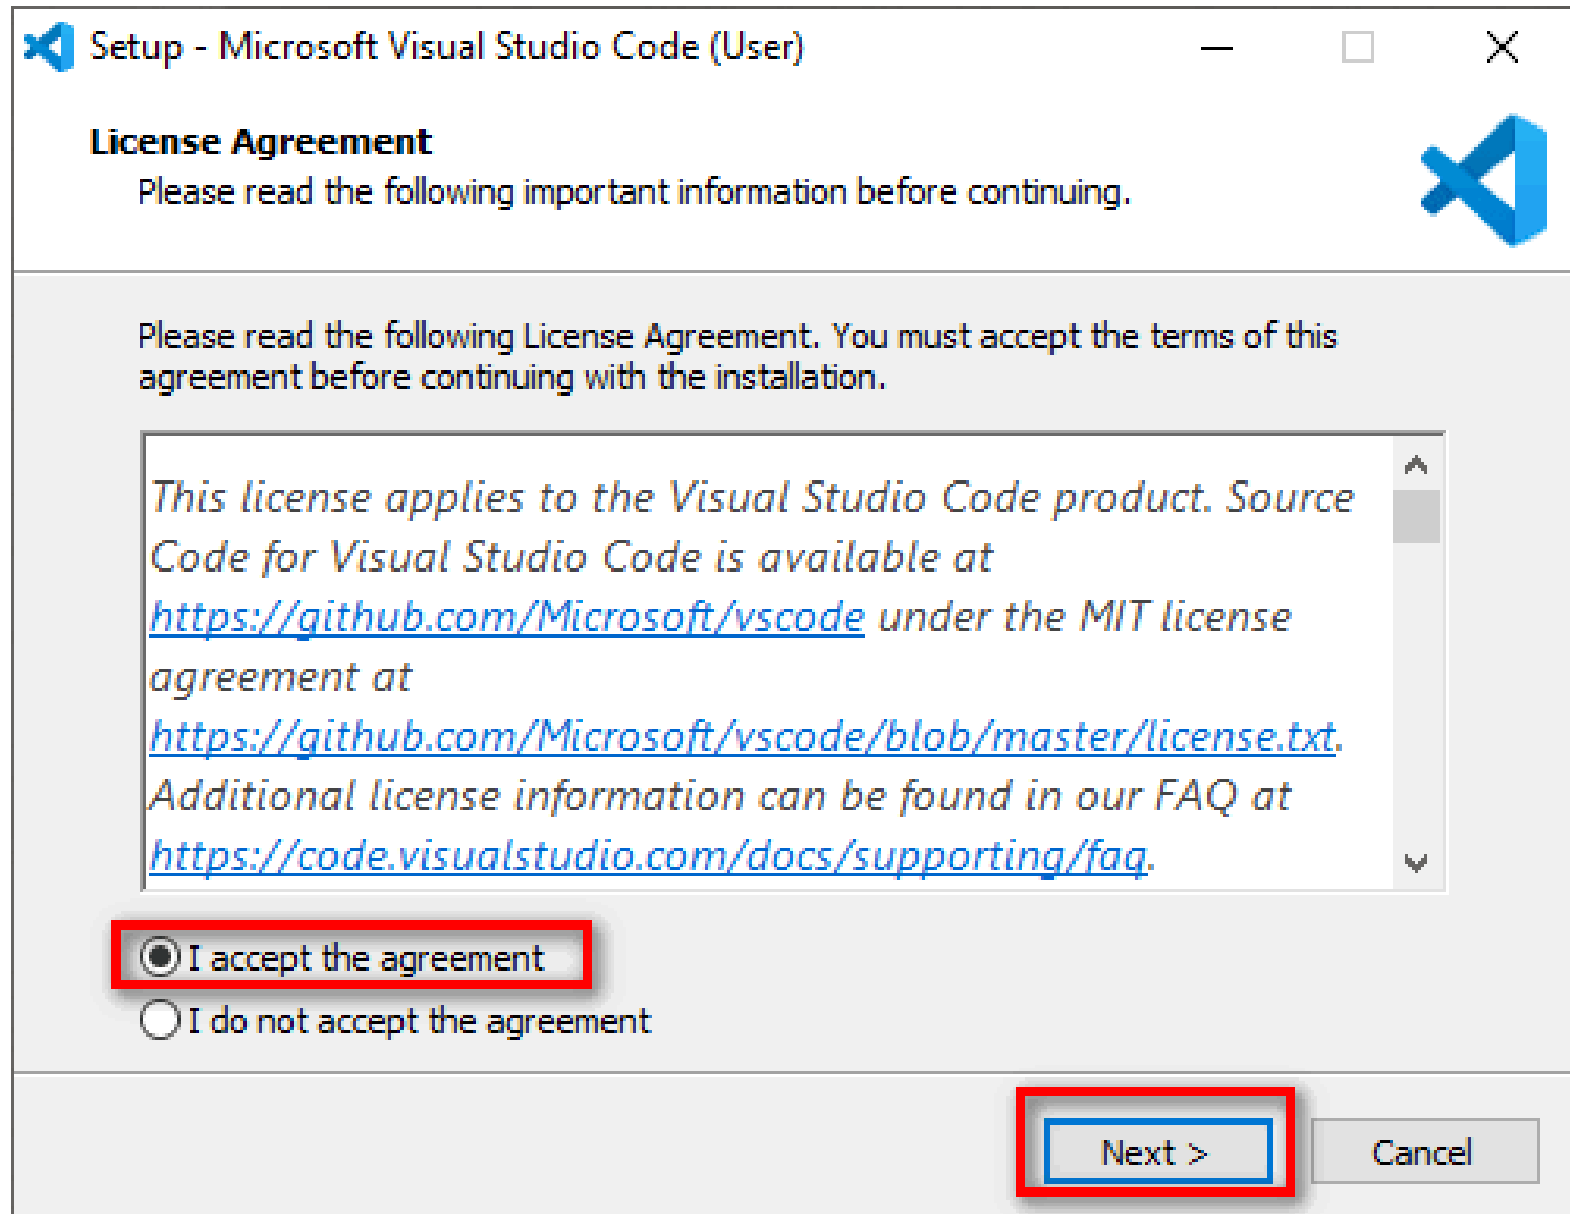 Setup - Microsoft Visual Studio Code (User)
License Agreement
Please read the following important information before continuing.
Please read the following License Agreement. You must accept the terms of this
agreement before continuing with the installation.
This license applies to the Visual Studio Code product. Source
Code for Visual Studio Code is available at
https://github.com/Microsoft/vscode under the MIT license
agreement at
https://github.com/Microsoft/vscode/blob/master/license.txt.
Additional license information can be found in our FAQ at
https://code.visualstudio.com/docs/supporting/faq.
I accept the agreement
I do not accept the agreement
Next > Cancel